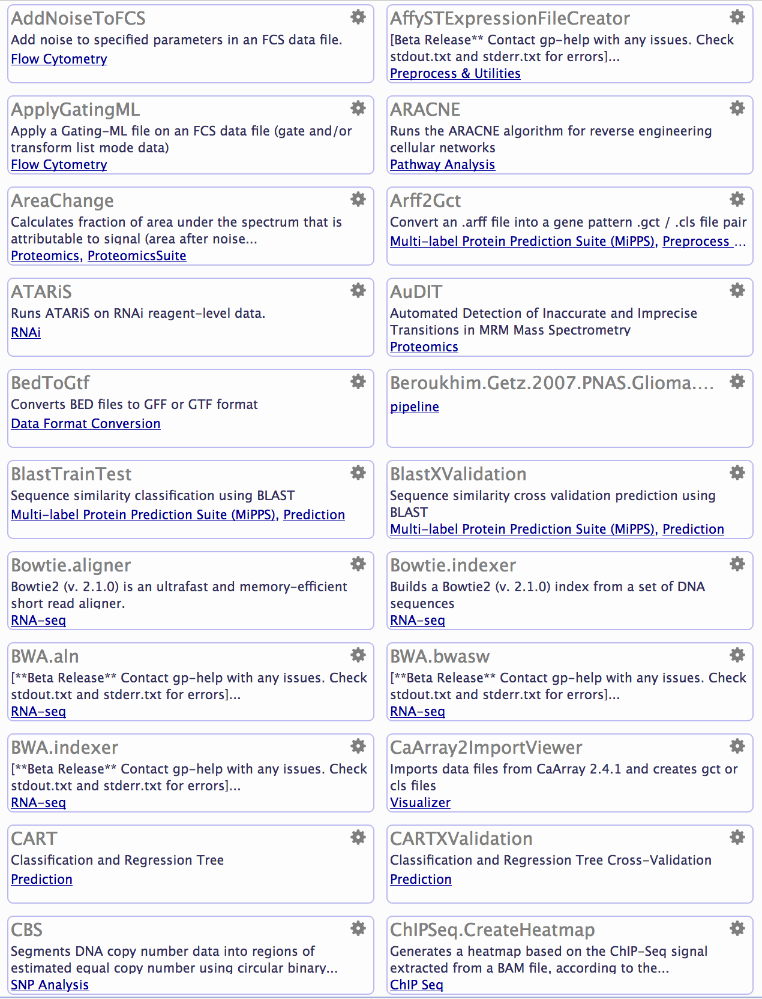 AddNoiseToFCS
Add noise to specified parameters in an FCS data file.
Flow Cytometry
AffySTExpressionFileCreator
[Beta Release** Contact gp-help with any issues. Check
stdout.txt and stderr.txt for errors]...
Preprocess & Utilities
ApplyGatingML
Apply a Gating-ML file on an FCS data file (gate and/or
transform list mode data)
Flow Cytometry
ARACNE
Runs the ARACNE algorithm for reverse engineering
cellular networks
Pathway Analysis
AreaChange
Calculates fraction of area under the spectrum that is
attributable to signal (area after noise...
Proteomics, ProteomicsSuite
Arff2Gct
Convert an .arff file into a gene pattern .gct / .cls file pair
Multi-label Protein Prediction Suite (MiPPS), Preprocess ...
ATARiS
Runs ATARiS on RNAi reagent-level data.
RNAi
AuDIT
Automated Detection of Inaccurate and Imprecise
Transitions in MRM Mass Spectrometry
Proteomics
BedToGtf
Converts BED files to GFF or GTF format
Data Format Conversion
Beroukhim.Getz.2007.PNAS.Glioma....
pipeline
BlastTrainTest
Sequence similarity classification using BLAST
Multi-label Protein Prediction Suite (MiPPS), Prediction
BlastXValidation
Sequence similarity cross validation prediction using
BLAST
Multi-label Protein Prediction Suite (MiPPS), Prediction
Bowtie.aligner
Bowtie2 (v. 2.1.0) is an ultrafast and memory-efficient
short read aligner.
RNA-seq
Bowtie.indexer
Builds a Bowtie2 (v. 2.1.0) index from a set of DNA
sequences
RNA-seq
BWA.aln
[**Beta Release** Contact gp-help with any issues. Check
stdout.txt and stderr.txt for errors]...
RNA-seq
BWA.bwasw
[**Beta Release** Contact gp-help with any issues. Check
stdout.txt and stderr.txt for errors]...
RNA-seq
BWA.indexer
[**Beta Release** Contact gp-help with any issues. Check
stdout.txt and stderr.txt for errors]...
RNA-seq
CaArray2ImportViewer
Imports data files from CaArray 2.4.1 and creates gct or
cls files
Visualizer
CART
Classification and Regression Tree
Prediction
CARTXValidation
Classification and Regression Tree Cross-Validation
Prediction
CBS
Segments DNA copy number data into regions of
estimated equal copy number using circular binary...
SNP Analysis
ChIPSeq.CreateHeatmap
Generates a heatmap based on the ChIP-Seq signal
extracted from a BAM file, according to the...
ChIP Seq